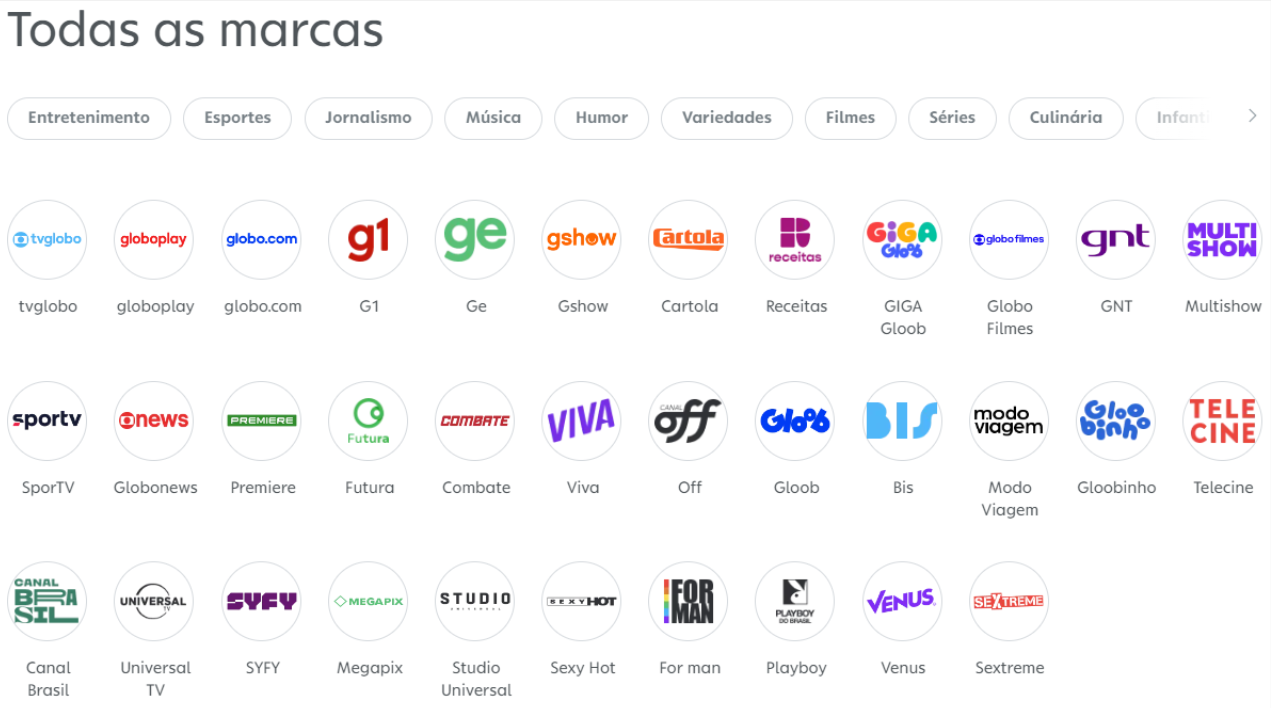 Todas as marcas
Entretenimento Esportes Jornalismo Música Humor Variedades Filmes Séries Culinária Infanti
tvglobo globoplay globo.com g1 ge gshow Cartola receitas GiGA Gloob globofilmes gnt MULTI SHOW
tvglobo globoplay globo.com G1 Ge Gshow Cartola Receitas GIGA Globo GNT Multishow
Gloob Filmes
sportv news PREMIERE Futura COMBATE VIVA CANAL off Gloob BIS modo viagem Gloo binho TELE CINE
SporTV Globonews Premiere Futura Combate Viva Off Gloob Bis Modo Gloobinho Telecine
Viagem
CANAL BRASIL UNIVERSAL TV SYFY MEGAPIX STUDIO UNIVERSAL SEXYHOT FOR MAN PLAYBOY DO BRASIL VENUS SEXTREME
Canal Universal SYFY Megapix Studio Sexy Hot For man Playboy Venus Sextreme
Brasil TV Universal